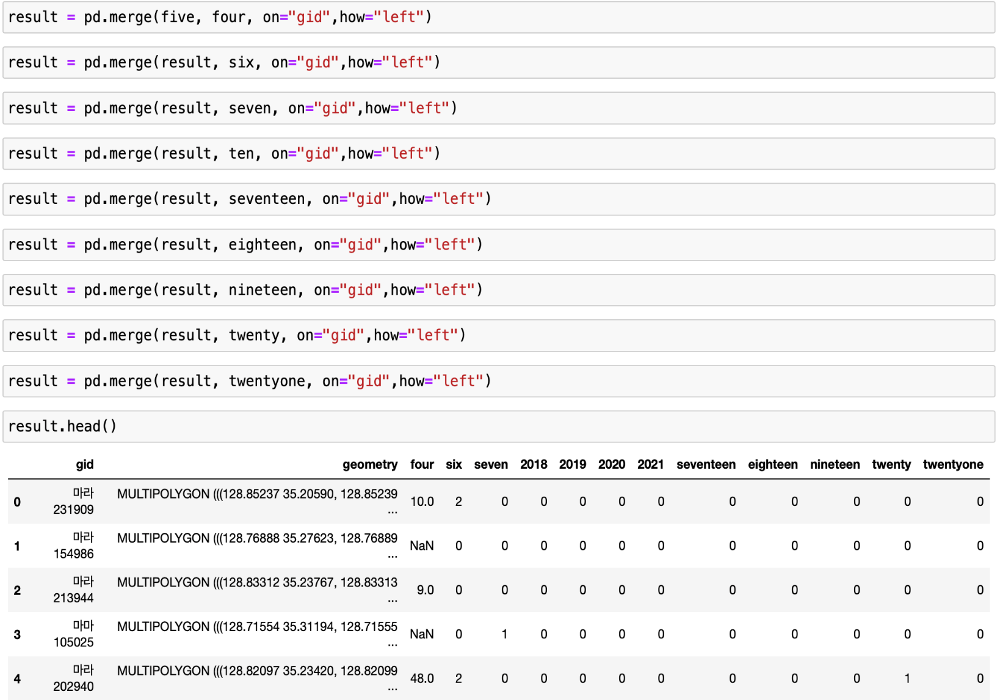 result = pd.merge(five, four, on="gid",how="left")
result = pd.merge(result, six, on="gid",how="left")
result = pd.merge(result, seven, on="gid",how="left")
result = pd.merge(result, ten, on="gid",how="left")
result = pd.merge(result, seventeen, on="gid",how="left")
result = pd.merge(result, eighteen, on="gid",how="left")
result = pd.merge(result, nineteen, on="gid",how="left")
result = pd.merge(result, twenty, on="gid",how="left")
result = pd.merge(result, twentyone, on="gid",how="left")
result.head()
gid geometry four six seven 2018 2019 2020 2021 seventeen eighteen nineteen twenty twentyone
0 마라 231909 MULTIPOLYGON (((128.85237 35.20590, 128.85239 ... 10.0 2 0 0 0 0 0 0 0 0 0 0
1 마라 154986 MULTIPOLYGON (((128.76888 35.27623, 128.76889 ... NaN 0 0 0 0 0 0 0 0 0 0 0
2 마라 213944 MULTIPOLYGON (((128.83312 35.23767, 128.83313 ... 9.0 0 0 0 0 0 0 0 0 0 0 0
3 마마 105025 MULTIPOLYGON (((128.71554 35.31194, 128.71555 ... NaN 0 1 0 0 0 0 0 0 0 0 0
4 마라 202940 MULTIPOLYGON (((128.82097 35.23420, 128.82099 ... 48.0 2 0 0 0 0 0 0 0 0 1 0